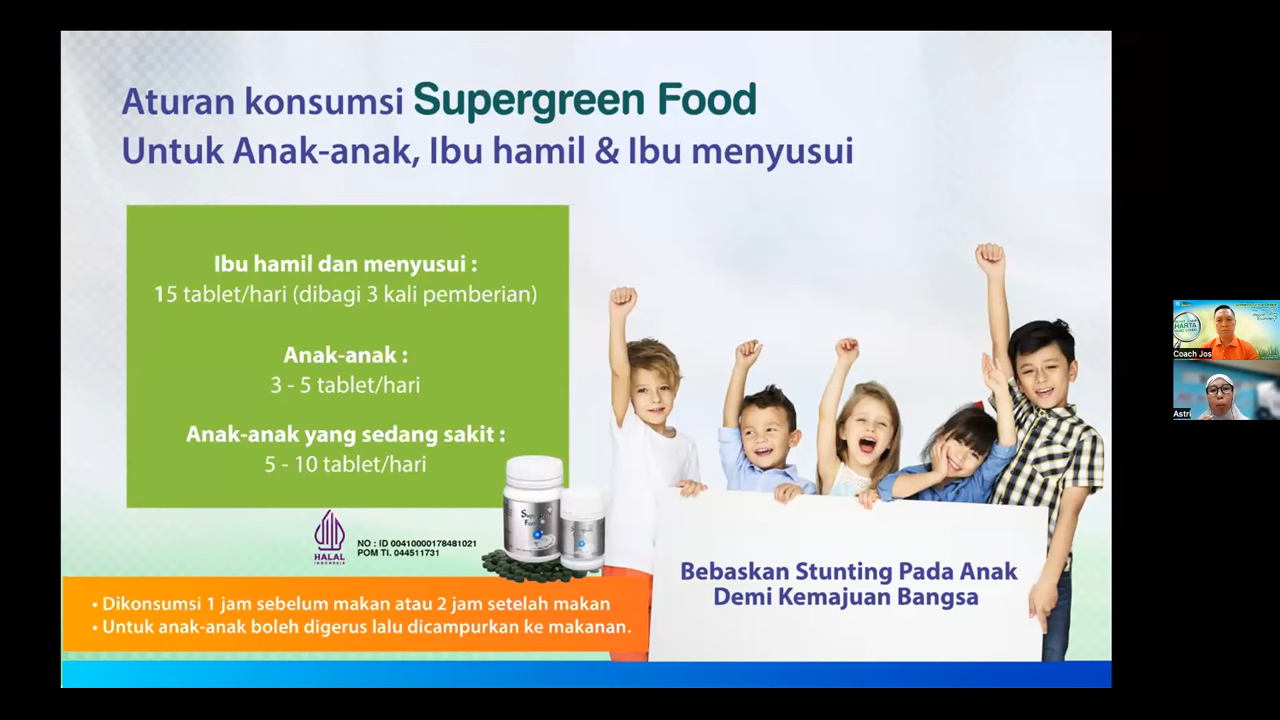 Aturan konsumsi Supergreen Food
Untuk Anak-anak, Ibu hamil & Ibu menyusui
Ibu hamil dan menyusui :
15 tablet/hari (dibagi 3 kali pemberian)
Anak-anak :
3 - 5 tablet/hari
Anak-anak yang sedang sakit :
5 - 10 tablet/hari
HALAL
INDONESIA
NO : ID 00410000178481021
POM TI. 044511731
• Dikonsumsi 1 jam sebelum makan atau 2 jam setelah makan
• Untuk anak-anak boleh digerus lalu dicampurkan ke makanan.
Bebaskan Stunting Pada Anak
Demi Kemajuan Bangsa
HARTA
Coach Jos
Astri